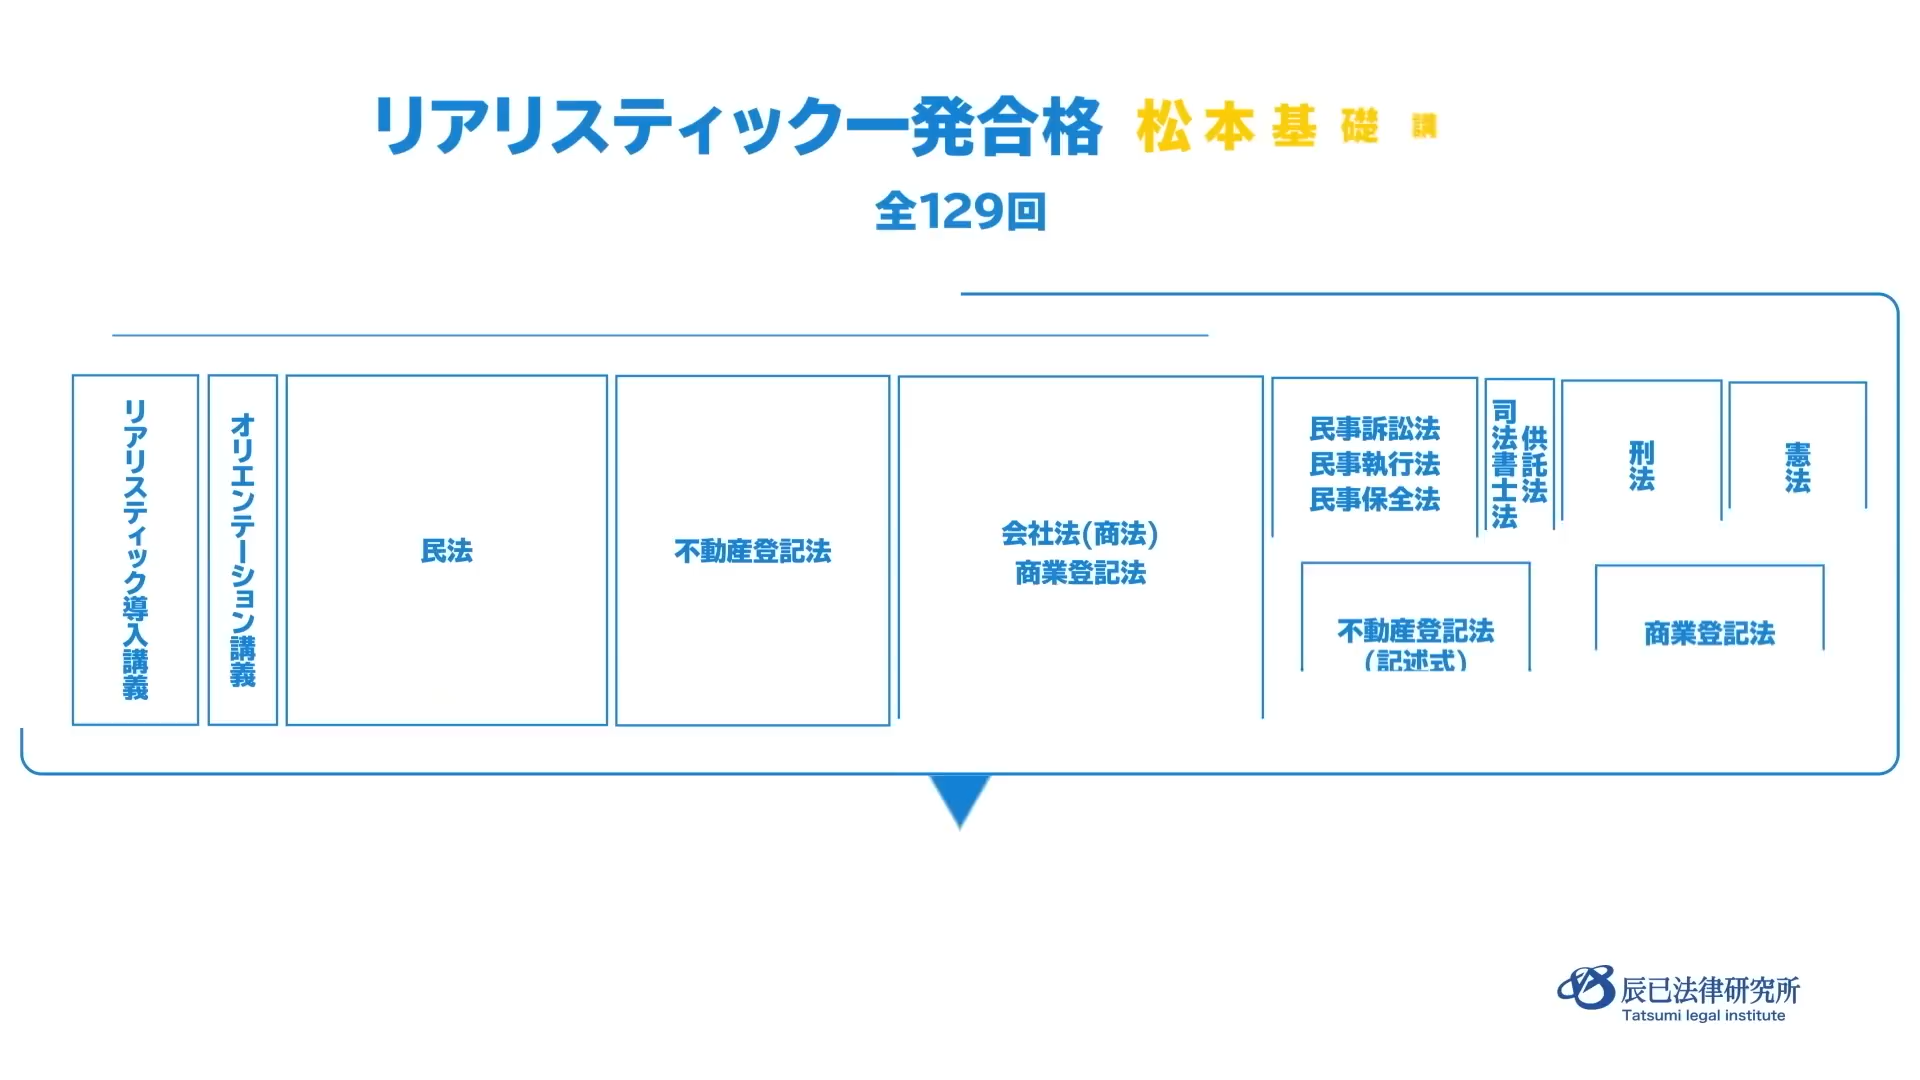 リアリスティック一発合格 松本基礎講
全129回
リアリスティック導入講義
オリエンテーション講義
民法
不動産登記法
会社法(商法)
商業登記法
民事訴訟法
民事執行法
民事保全法
供託法
司法書士法
刑法
憲法
不動産登記法
(記述式)
商業登記法
辰已法律研究所
Tatsumi legal institute